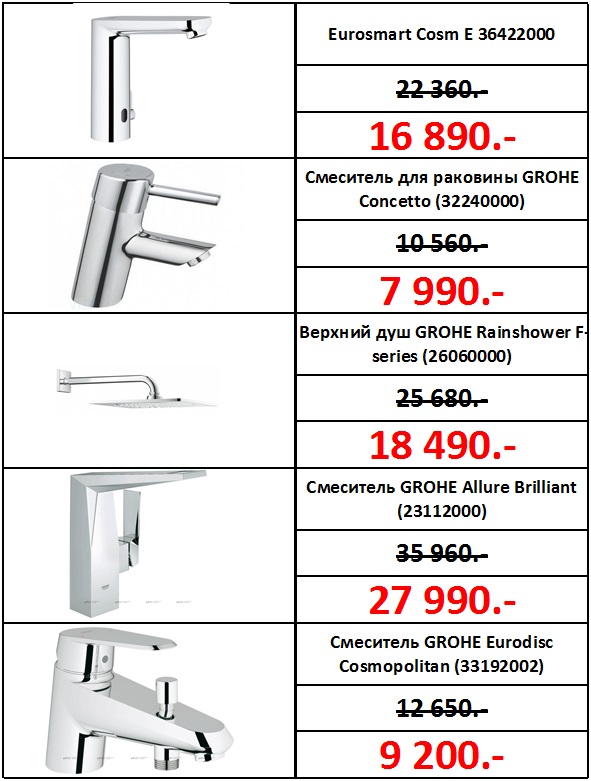 Eurosmart Cosm E 36422000
22 360.-
16 890.-
Смеситель для раковины GROHE
Concetto (32240000)
10 560.-
7 990.-
Верхний душ GROHE Rainshower F-
series (26060000)
25 680.-
18 490.-
Смеситель GROHE Allure Brilliant
(23112000)
35 960.-
27 990.-
Смеситель GROHE Eurodisc
Cosmopolitan (33192002)
12 650.-
9 200.-